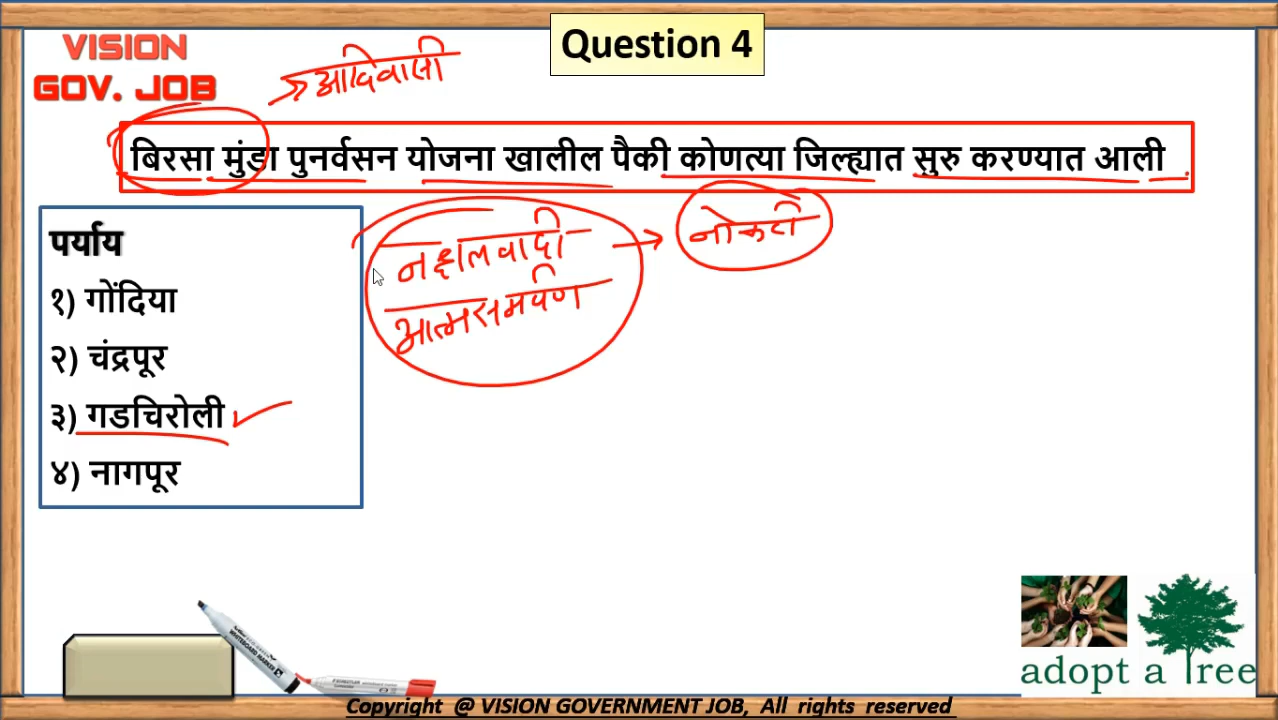 Question 4
VISION
GOV. JOB
आदिवासी
बिरसा मुंडा पुनर्वसन योजना खालील पैकी कोणत्या जिल्ह्यात सुरु करण्यात आली .
पर्याय
१) गोंदिया
२) चंद्रपूर
३) गडचिरोली
४) नागपूर
नक्षलवादी
आत्मसमर्पण
नोकरी
adopt a Tree
Copyright @ VISION GOVERNMENT JOB, All rights reserved